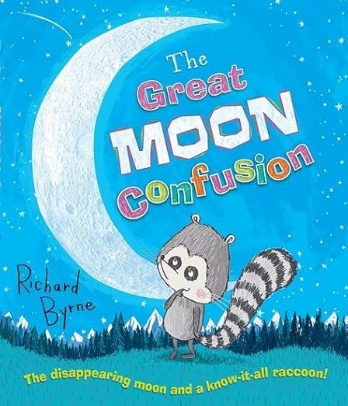 The
Great
MOON
Confusion
Richard
Byrne
The disappearing moon and a know-it-all raccoon!